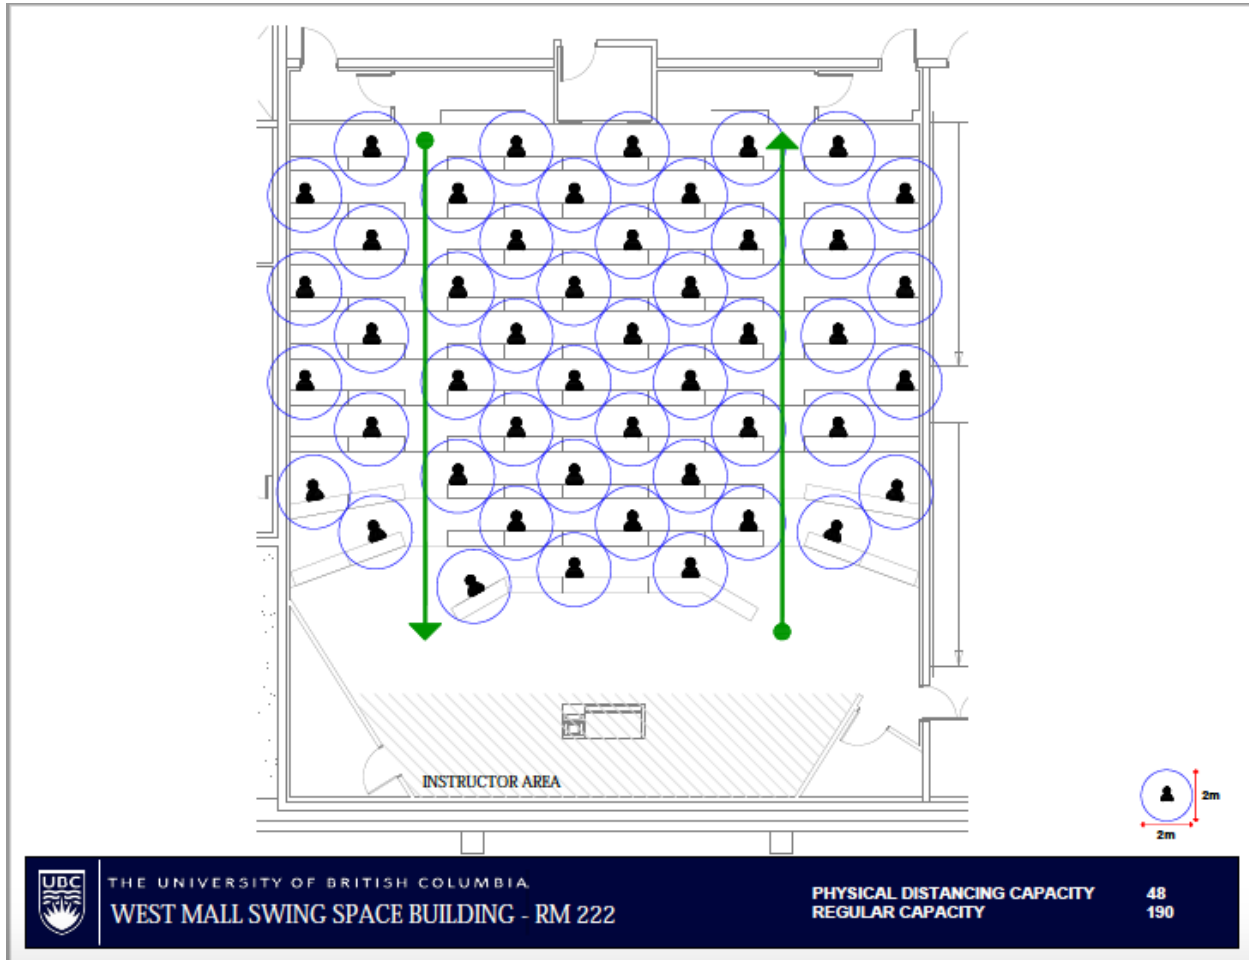 INSTRUCTOR AREA
2m
2m
UBC
THE UNIVERSITY OF BRITISH COLUMBIA
WEST MALL SWING SPACE BUILDING - RM 222
PHYSICAL DISTANCING CAPACITY 48
REGULAR CAPACITY 190